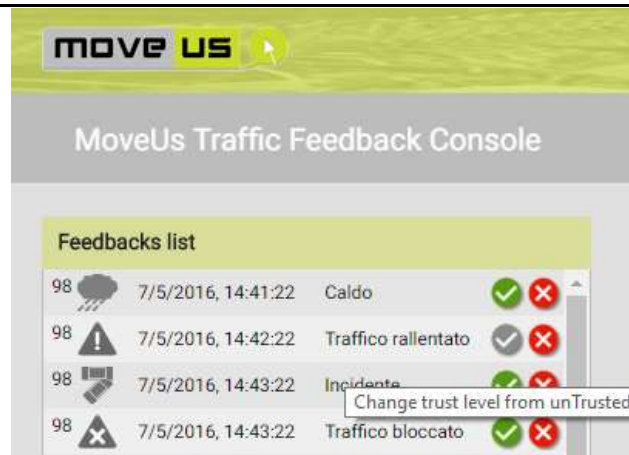 move us
MoveUs Traffic Feedback Console
Feedbacks list
98 7/5/2016, 14:41:22 Caldo
98 7/5/2016, 14:42:22 Traffico rallentato
98 7/5/2016, 14:43:22 Incidente
Change trust level from unTrusted
98 7/5/2016, 14:43:22 Traffico bloccato